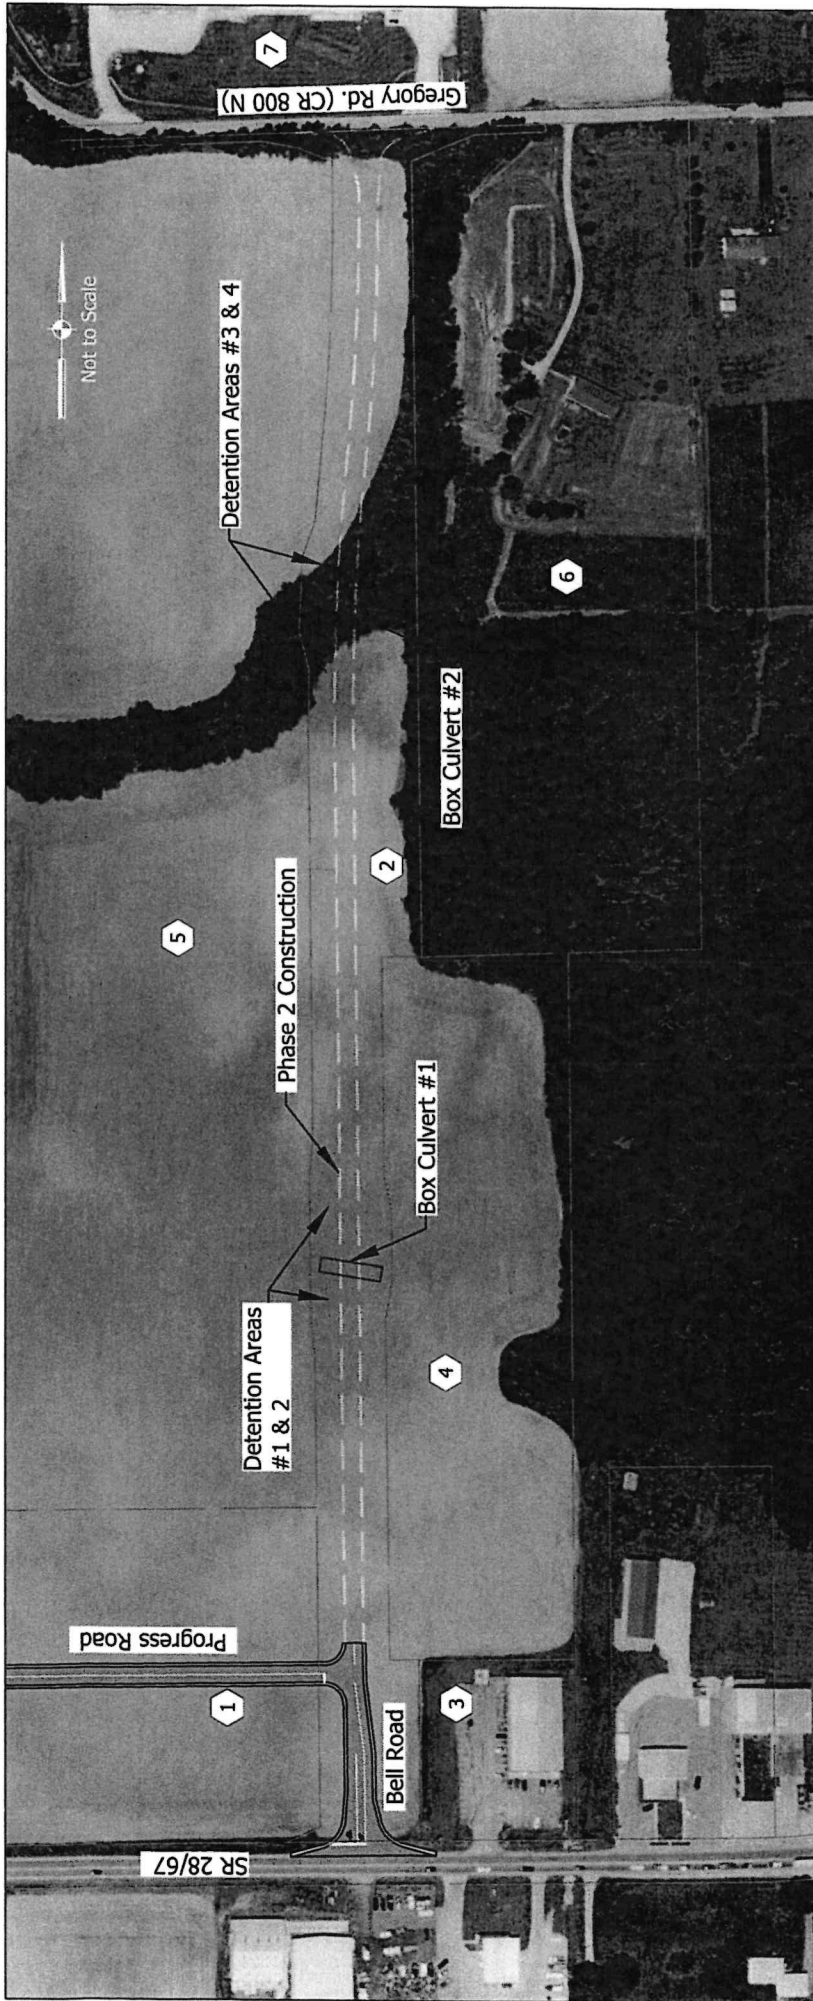 SR 28/67
Progress Road
Bell Road
1
3
Detention Areas
#1 & 2
4
Box Culvert #1
Phase 2 Construction
5
2
Box Culvert #2
6
Detention Areas #3 & 4
Not to Scale
Gregory Rd. (CR 800 N)
7